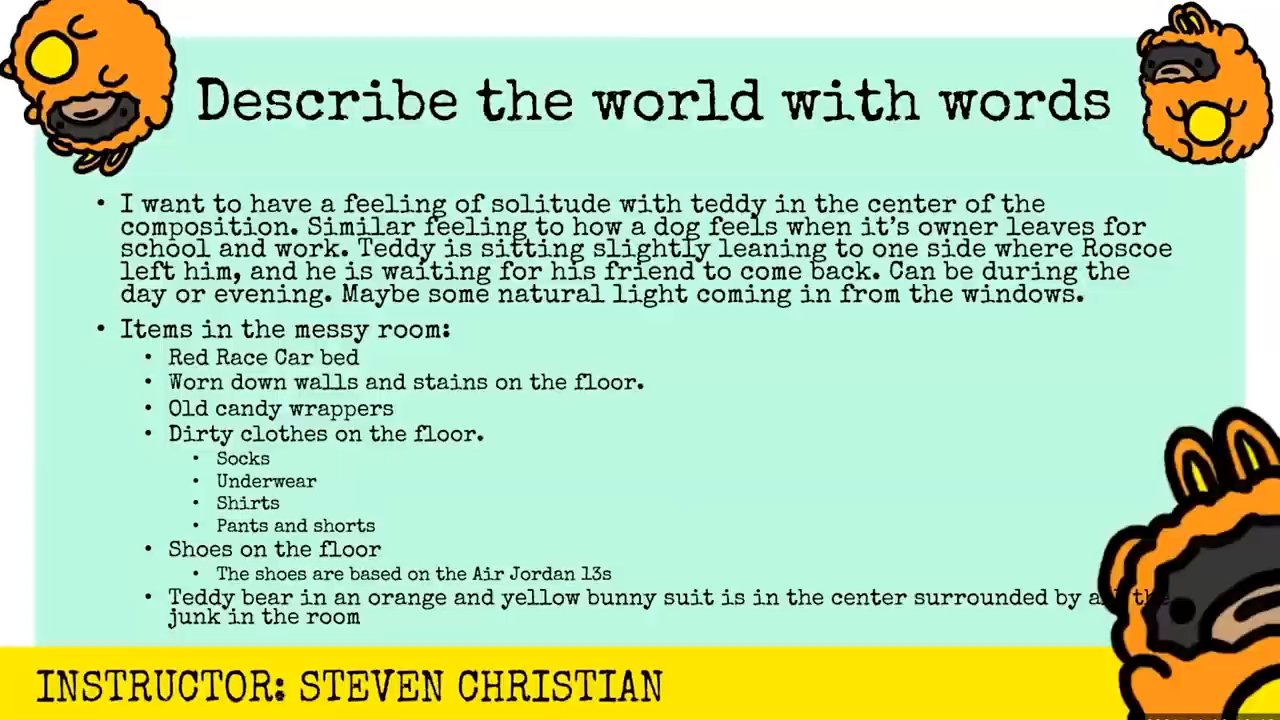 Describe the world with words
• I want to have a feeling of solitude with teddy in the center of the
composition. Similar feeling to how a dog feels when it's owner leaves for
school and work. Teddy is sitting slightly leaning to one side where Roscoe
left him, and he is waiting for his friend to come back. Can be during the
day or evening. Maybe some natural light coming in from the windows.
• Items in the messy room:
• Red Race Car bed
• Worn down walls and stains on the floor.
• Old candy wrappers
• Dirty clothes on the floor.
• Socks
• Underwear
• Shirts
• Pants and shorts
• Shoes on the floor
• The shoes are based on the Air Jordan 13s
• Teddy bear in an orange and yellow bunny suit is in the center surrounded by all the
junk in the room
INSTRUCTOR: STEVEN CHRISTIAN